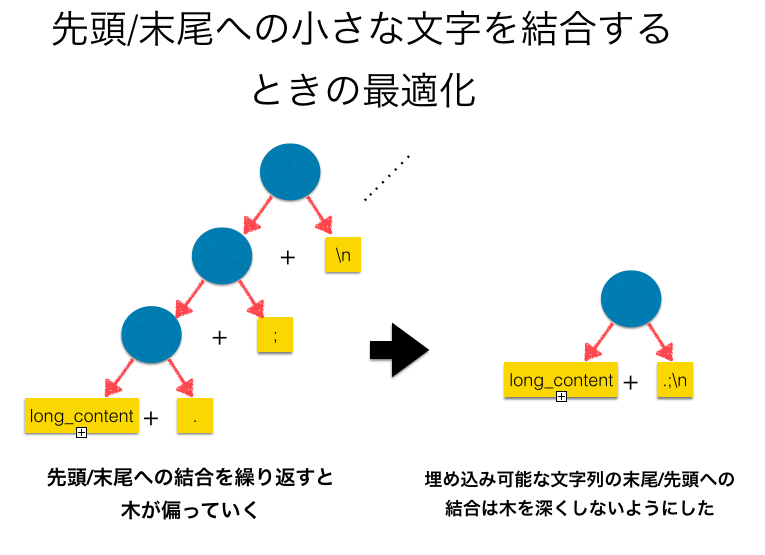 先頭/末尾への小さな文字を結合する
ときの最適化
+ \n
+ ;
long_content + .
long_content + .;\n
先頭/末尾への結合を繰り返すと
木が偏っていく
埋め込み可能な文字列の末尾/先頭への
結合は木を深くしないようにした